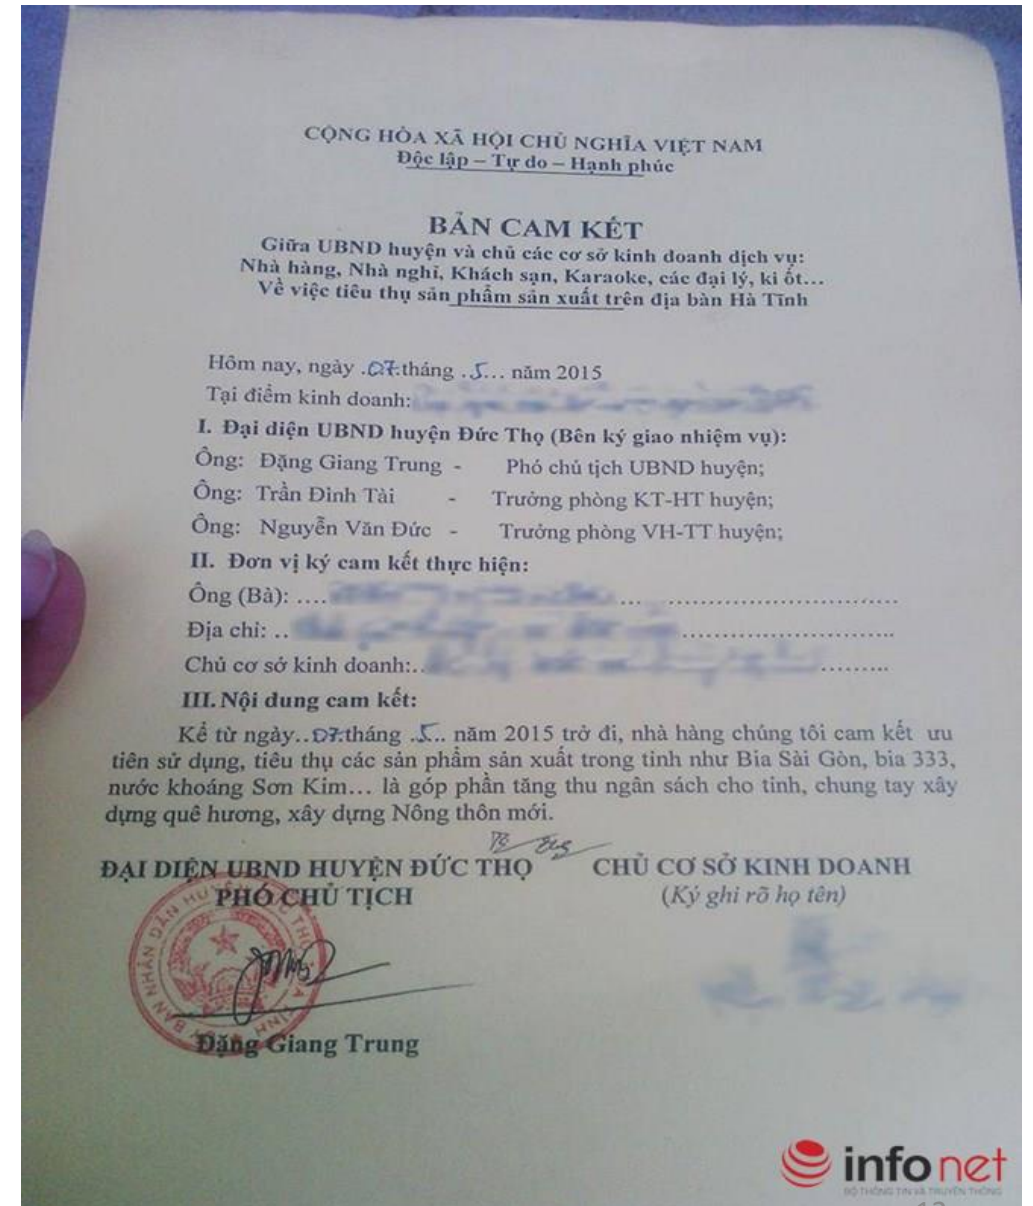 CỘNG HÒA XÃ HỘI CHỦ NGHĨA VIỆT NAM
Độc lập – Tự do – Hạnh phúc
BẢN CAM KẾT
Giữa UBND huyện và chủ các cơ sở kinh doanh dịch vụ:
Nhà hàng, Nhà nghỉ, Khách sạn, Karaoke, các đại lý, ki ốt...
Về việc tiêu thụ sản phẩm sản xuất trên địa bàn Hà Tĩnh
Hôm nay, ngày .07.tháng .5... năm 2015
Tại điểm kinh doanh:
I. Đại diện UBND huyện Đức Thọ (Bên ký giao nhiệm vụ):
Ông: Đặng Giang Trung - Phó chủ tịch UBND huyện;
Ông: Trần Đình Tài - Trưởng phòng KT-HT huyện;
Ông: Nguyễn Văn Đức - Trưởng phòng VH-TT huyện;
II. Đơn vị ký cam kết thực hiện:
Ông (Bà): ....
Địa chỉ: ..
Chủ cơ sở kinh doanh:..
III. Nội dung cam kết:
Kể từ ngày..07.tháng .5.. năm 2015 trở đi, nhà hàng chúng tôi cam kết ưu
tiên sử dụng, tiêu thụ các sản phẩm sản xuất trong tỉnh như Bia Sài Gòn, bia 333,
nước khoáng Sơn Kim... là góp phần tăng thu ngân sách cho tỉnh, chung tay xây
dựng quê hương, xây dựng Nông thôn mới.
ĐẠI DIỆN UBND HUYỆN ĐỨC THỌ CHỦ CƠ SỞ KINH DOANH
PHÓ CHỦ TỊCH (Ký ghi rõ họ tên)
Đặng Giang Trung
infonet
BỘ THÔNG TIN VÀ TRUYỀN THÔNG